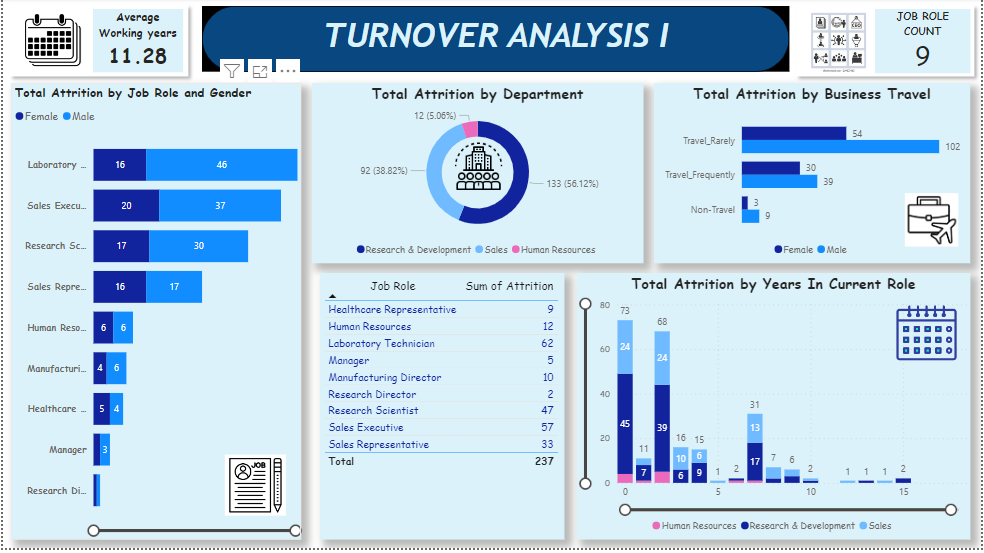 Average
Working years
11.28
TURNOVER ANALYSIS I
JOB ROLE
COUNT
9
Total Attrition by Job Role and Gender
Female Male
Laboratory ... 16 46
Sales Execu... 20 37
Research Sc... 17 30
Sales Repre... 16 17
Human Reso... 6 6
Manufacturi... 4 6
Healthcare ... 5 4
Manager 3
Research Di...
JOB
Total Attrition by Department
12 (5.06%)
92 (38.82%)
133 (56.12%)
Research & Development Sales Human Resources
Total Attrition by Business Travel
Travel_Rarely 54
102
Travel_Frequently 30
39
Non-Travel 3
9
Female Male
Job Role Sum of Attrition
Healthcare Representative 9
Human Resources 12
Laboratory Technician 62
Manager 5
Manufacturing Director 10
Research Director 2
Research Scientist 47
Sales Executive 57
Sales Representative 33
Total 237
Total Attrition by Years In Current Role
80
60
40
20
0
73
24
45
11
7
68
24
39
16
10
6
15
6
9
1
2
31
13
17
7
6
2
1
1
1
2
0 5 10 15
Human Resources Research & Development Sales